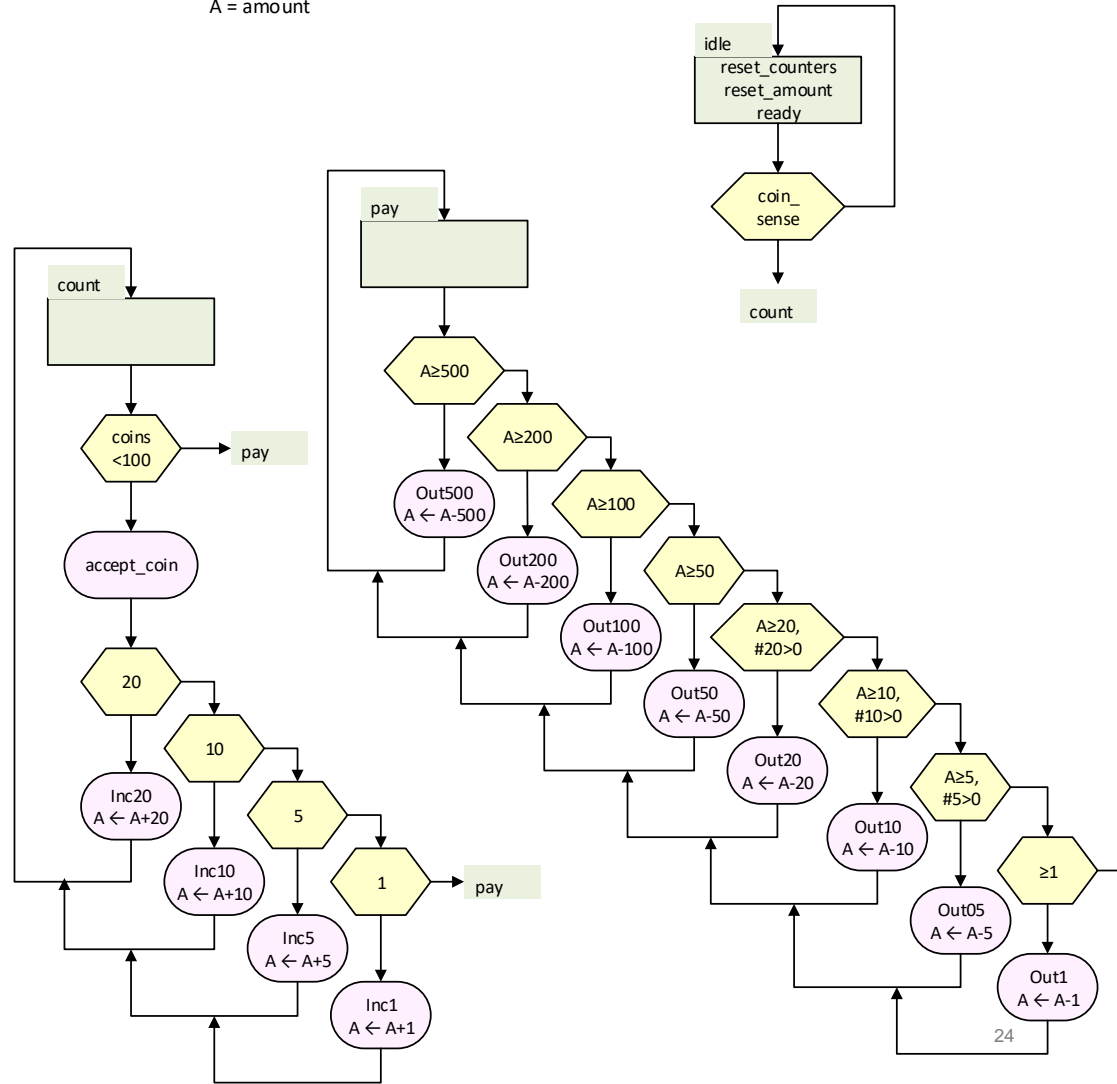 A = amount
idle
reset_counters
reset_amount
ready
coin_
sense
count
pay
A≥500
Out500
A ← A-500
A≥200
Out200
A ← A-200
A≥100
Out100
A ← A-100
A≥50
Out50
A ← A-50
A≥20,
#20>0
Out20
A ← A-20
A≥10,
#10>0
Out10
A ← A-10
A≥5,
#5>0
Out05
A ← A-5
≥1
Out1
A ← A-1
count
coins
<100
pay
accept_coin
20
Inc20
A ← A+20
10
Inc10
A ← A+10
5
Inc5
A ← A+5
1
pay
Inc1
A ← A+1
24